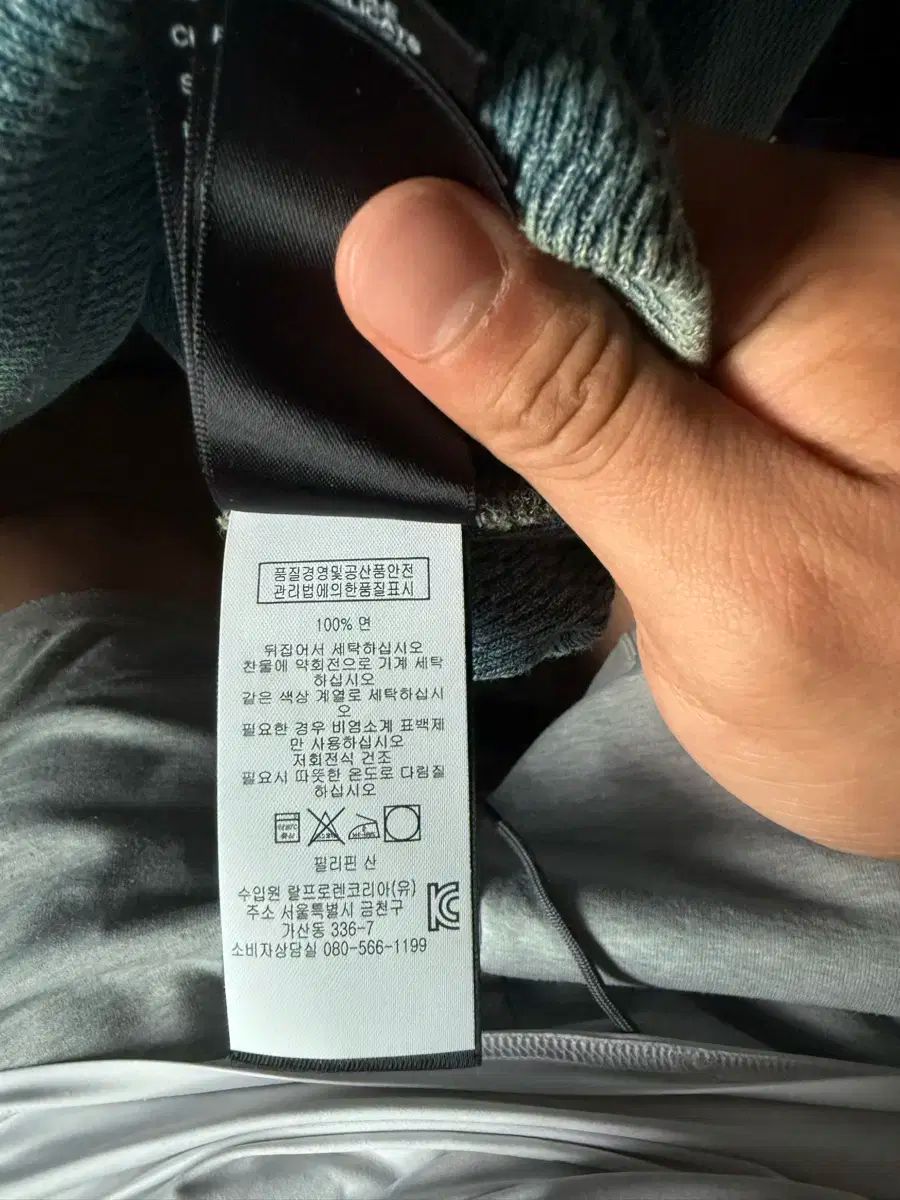 품질경영및공산품안전
관리법에의한품질표시
100% 면
뒤집어서 세탁하십시오
찬물에 약회전으로 기계 세탁
하십시오
같은 색상 계열로 세탁하십시
오
필요한 경우 비염소계 표백제
만 사용하십시오
저회전식 건조
필요시 따뜻한 온도로 다림질
하십시오
필리핀 산
수입원 랄프로렌코리아(유)
주소 서울특별시 금천구
가산동 336-7
소비자상담실 080-566-1199